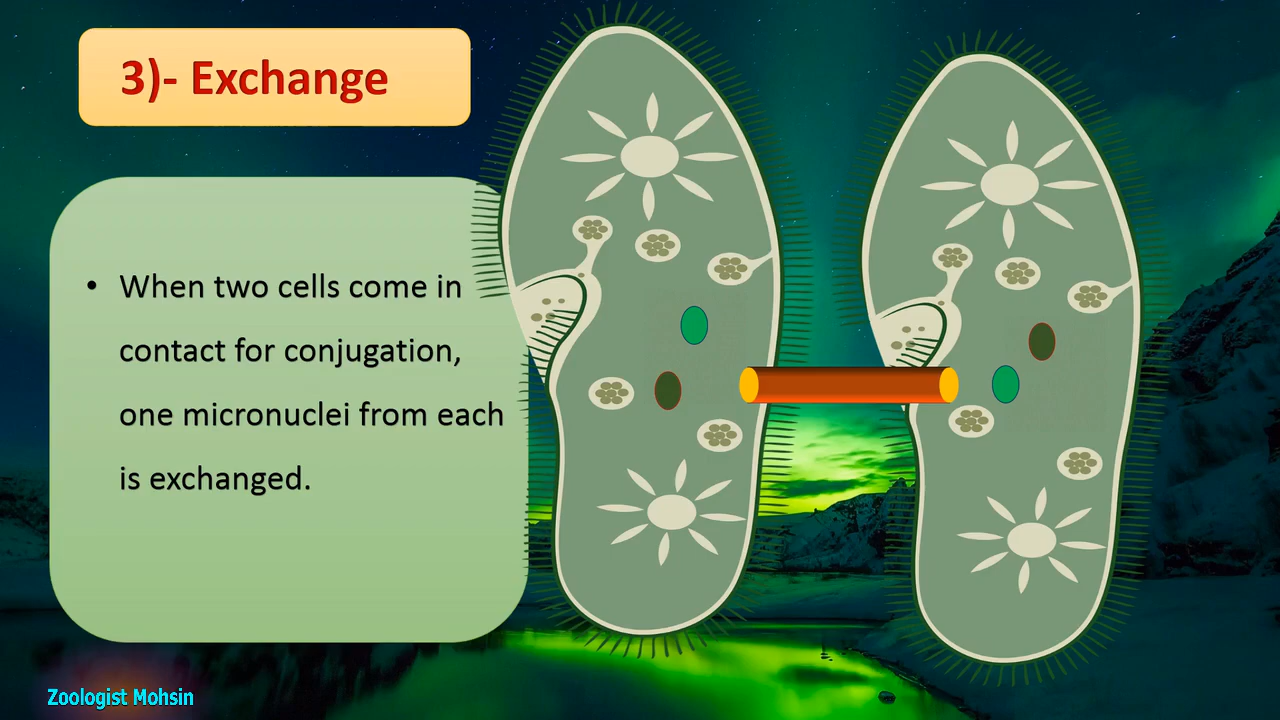 3)- Exchange
• When two cells come in
contact for conjugation,
one micronuclei from each
is exchanged.
Zoologist Mohsin